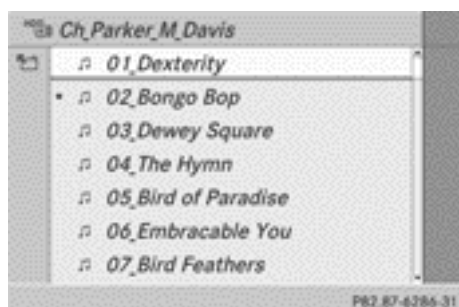 HDD Ch_Parker_M_Davis
01_Dexterity
02_Bongo Bop
03_Dewey Square
04_The Hymn
05_Bird of Paradise
06_Embracable You
07_Bird Feathers
P82.87-6286-31